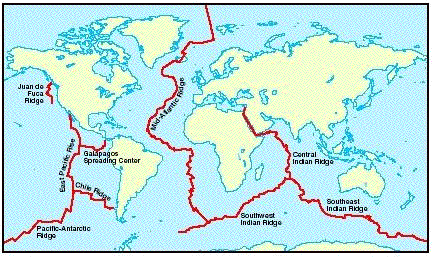 Juan de
Fuca
Ridge
Mid-Atlantic Ridge
Galapagos
Spreading Center
East Pacific Rise
Chile Ridge
Pacific-Antarctic
Ridge
Central
Indian Ridge
Southwest
Indian Ridge
Southeast
Indian Ridge